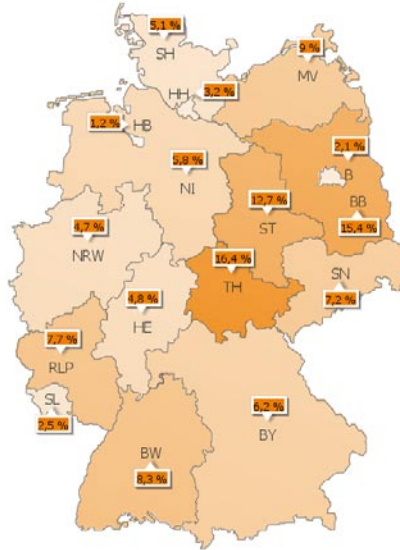 5,1 %
SH
9 %
MV
HH
3,2 %
1,2 %
HB
2,1 %
B
5,8 %
NI
BB
12,7 %
ST
15,4 %
4,7 %
NRW
16,4 %
TH
SN
7,2 %
4,8 %
HE
7,7 %
RLP
SL
2,5 %
6,2 %
BY
BW
8,3 %